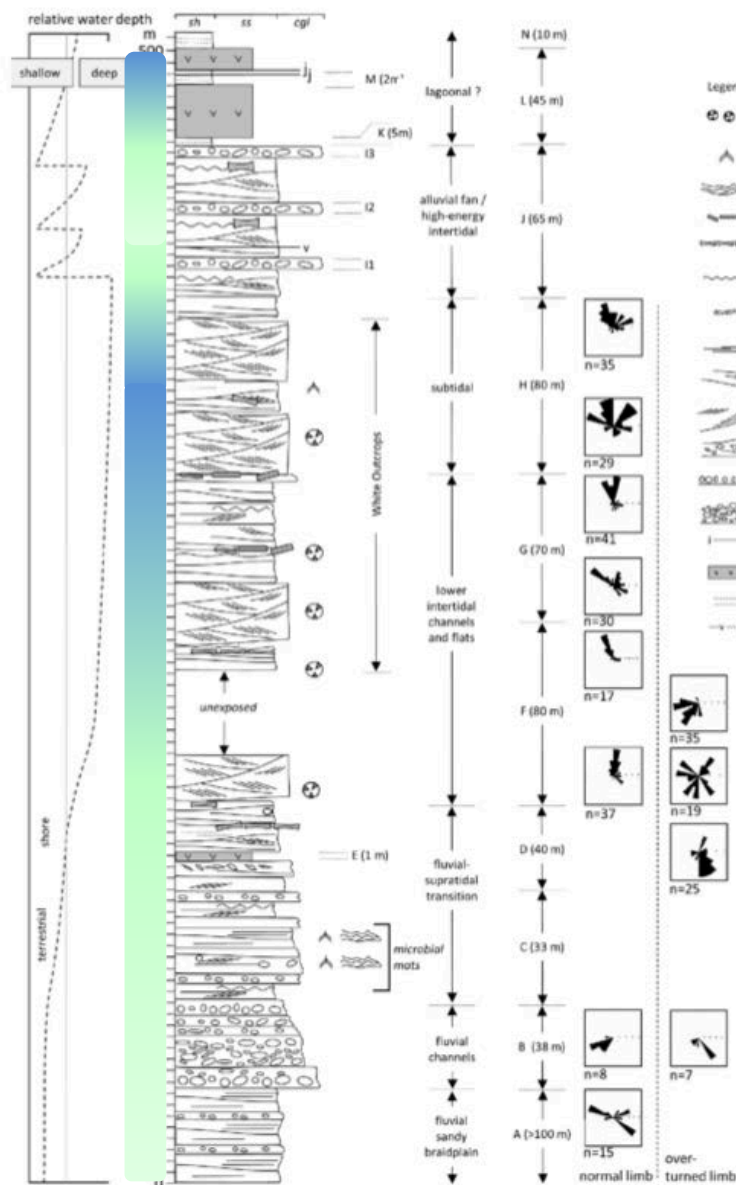 relative water depth
m
500
shallow
deep
shore
terrestrial
sh
ss
cgl
j
j
M (2m
K (5m)
I3
I2
v
I1
White Outcrops
unexposed
E (1 m)
microbial
mats
lagoonal ?
alluvial fan /
high-energy
intertidal
subtidal
lower
intertidal
channels
and flats
fluvial-
supratidal
transition
fluvial
channels
fluvial
sandy
braidplain
N (10 m)
L (45 m)
J (65 m)
H (80 m)
G (70 m)
F (80 m)
D (40 m)
C (33 m)
B (38 m)
A (>100 m)
n=35
n=29
n=41
n=30
n=17
n=37
n=8
n=15
normal limb
n=35
n=19
n=25
n=7
over-
turned limb
Leger